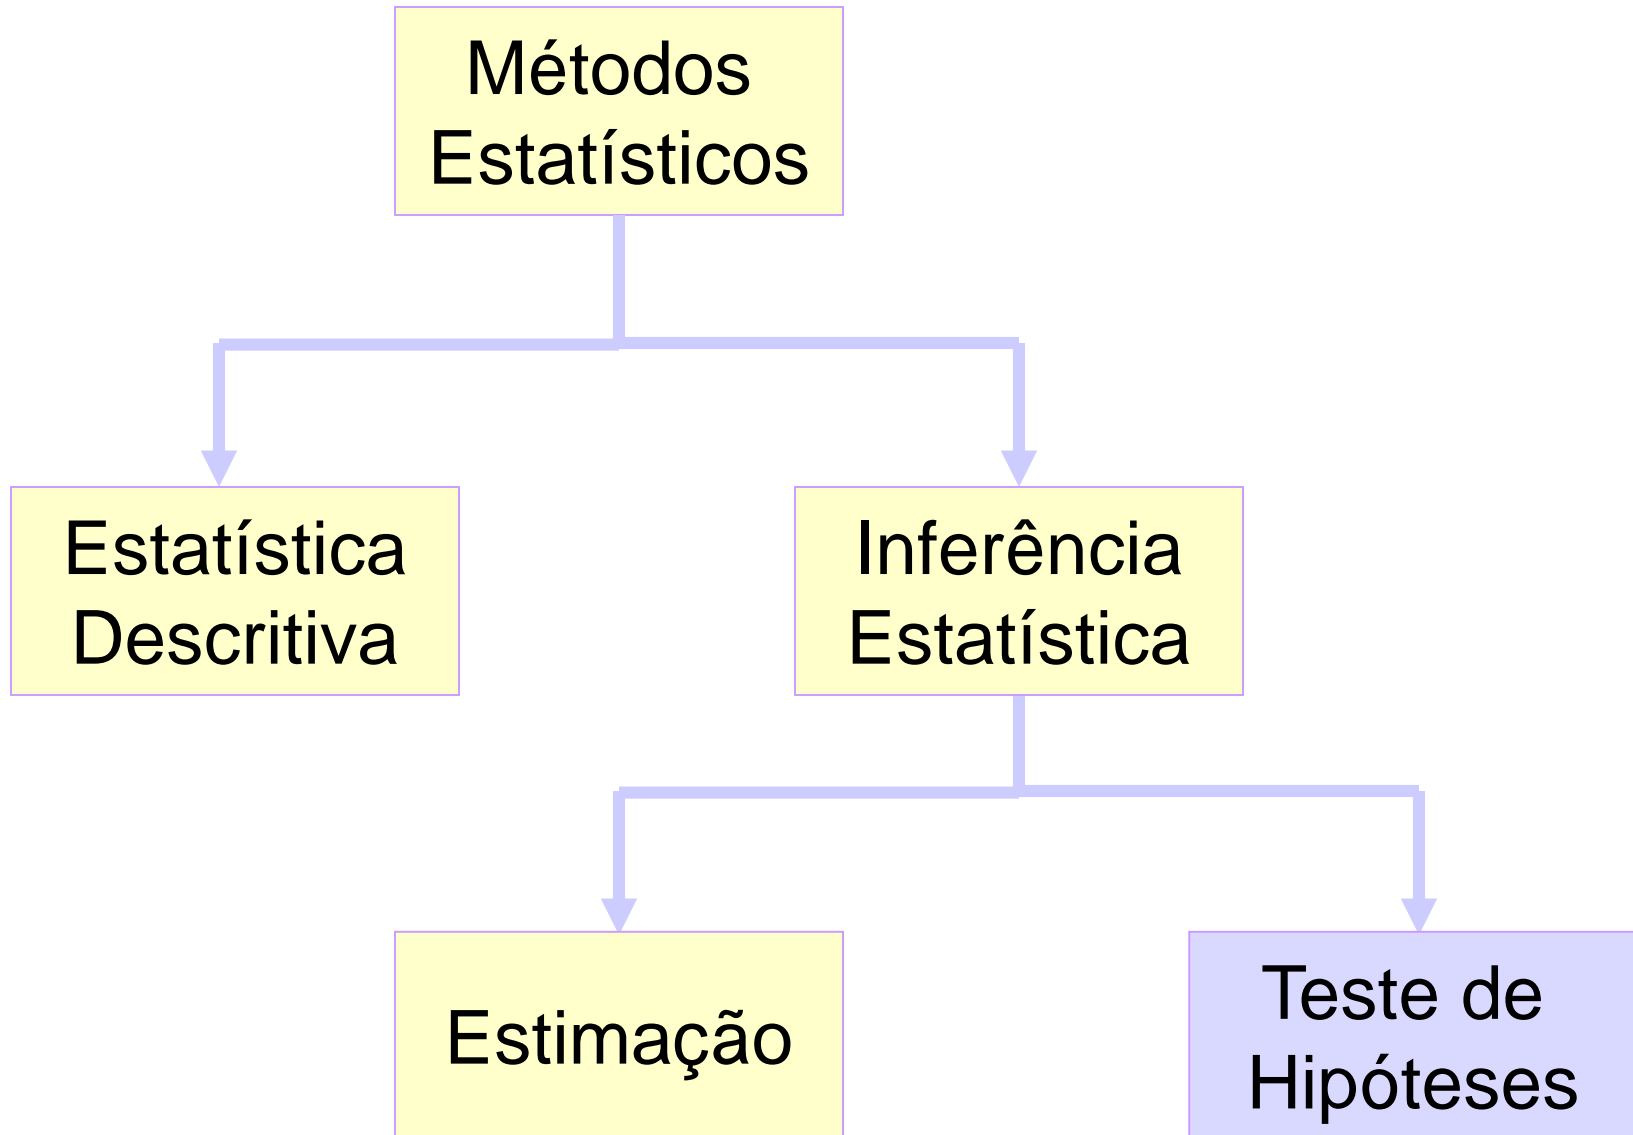 Métodos
Estatísticos
Estatística
Descritiva
Inferência
Estatística
Estimação
Teste de
Hipóteses